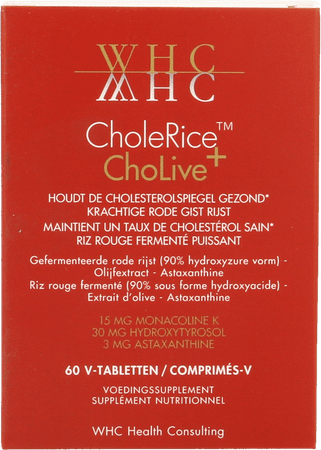 WHC
WHC
CholeRice™
CholeLive+
HOUDT DE CHOLESTEROLSPIEGEL GEZOND*
KRACHTIGE RODE GIST RIJST
MAINTIENT UN TAUX DE CHOLESTÉROL SAIN*
RIZ ROUGE FERMENTÉ PUISSANT
Gefermenteerde rode rijst (90% hydroxyzure vorm) -
Olijfextract - Astaxanthine
Riz rouge fermenté (90% sous forme hydroxyacide) -
Extrait d'olive - Astaxanthine
15 MG MONACOLINE K
30 MG HYDROXYTYROSOL
3 MG ASTAXANTHINE
60 V-TABLETTEN / COMPRIMÉS-V
VOEDINGSSUPPLEMENT
SUPPLÉMENT NUTRITIONNEL
WHC Health Consulting